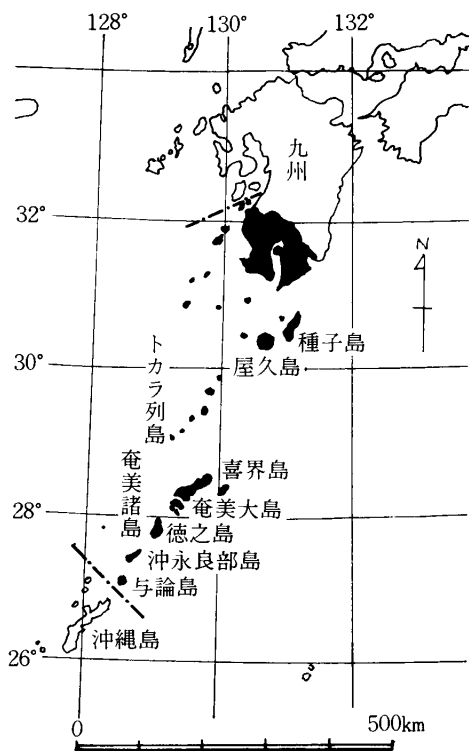 128°
130°
132°
九州
32°
N
種子島
屋久島
30°
トカラ列島
喜界島
奄美諸島
奄美大島
28°
徳之島
沖永良部島
与論島
沖縄島
26°
0
500km